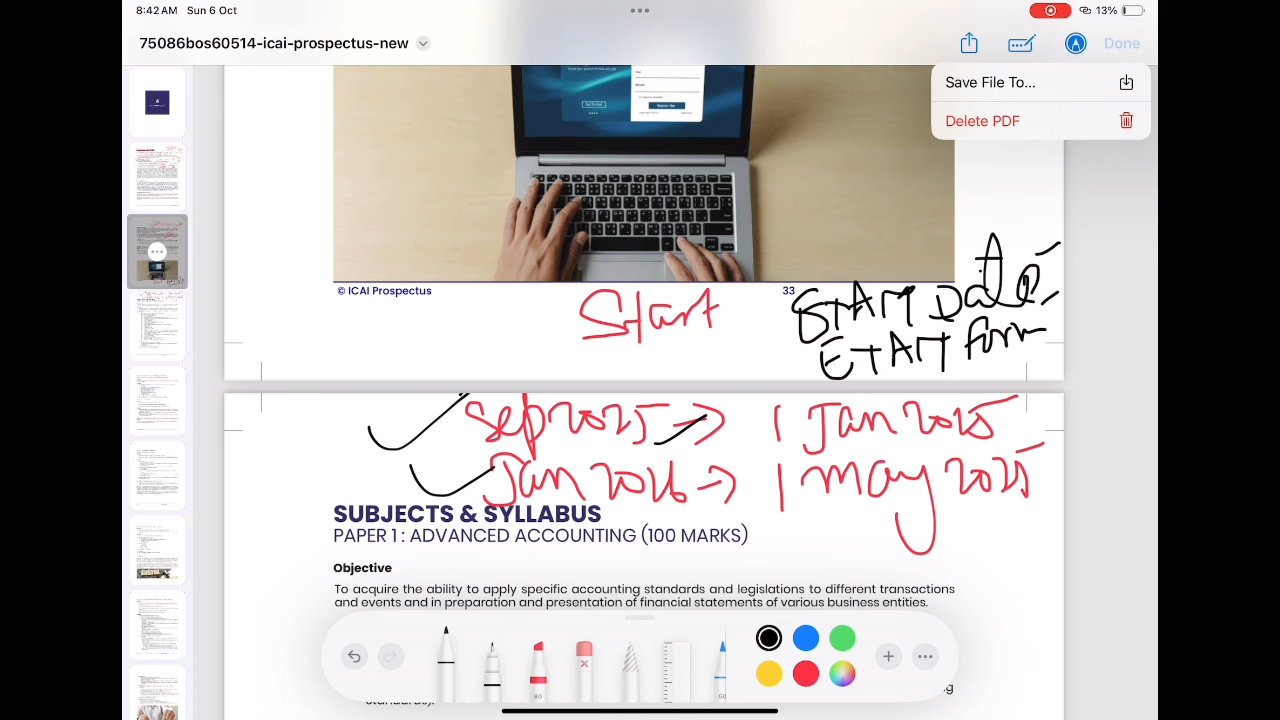 8:42 AM Sun 6 Oct
13%
75086bos60514-icai-prospectus-new
Done
Save File To...
Delete PDF
© ICAI Prospectus
33
Start
EXAM Date
EXAM form
Sep 2025 → 1 Jan 2025
Jan 2026 → 1 May 2025
SUBJECTS & SYLLABUS
PAPER 1 : ADVANCED ACCOUNTING (100 MARKS)
Objective
To acquire the ability to apply specific accounting standards and legislations to different transactions
and events and in preparation and presentation of financial statements of various business entities.
80